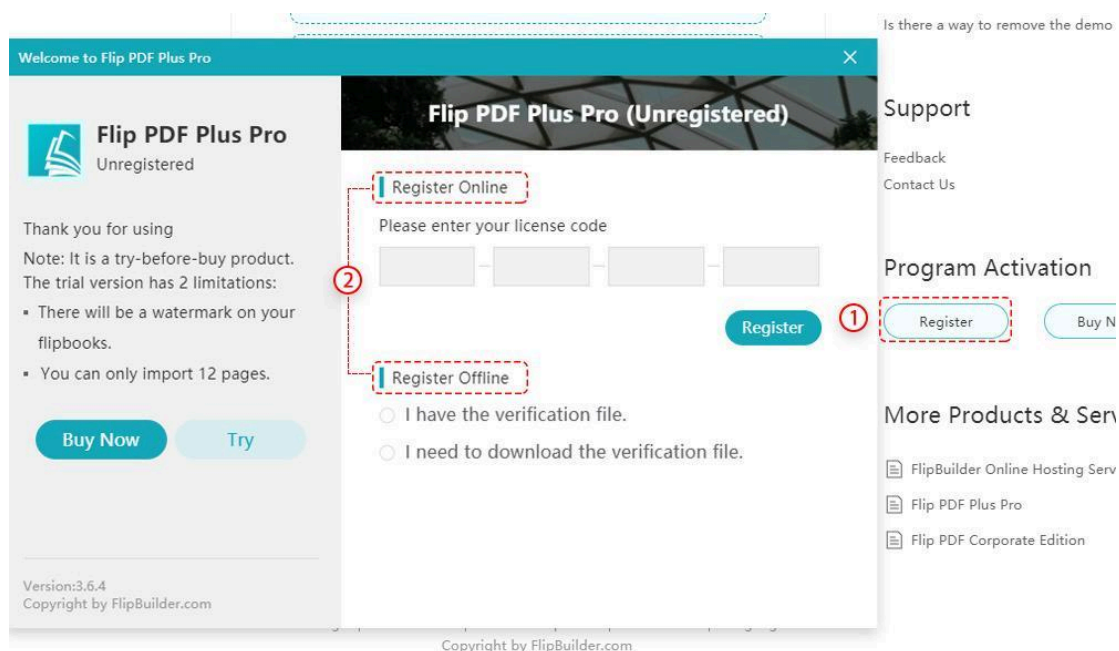 Is there a way to remove the demo
Welcome to Flip PDF Plus Pro
Flip PDF Plus Pro
Unregistered
Thank you for using
Note: It is a try-before-buy product.
The trial version has 2 limitations:
▪ There will be a watermark on your
flipbooks.
▪ You can only import 12 pages.
Buy Now
Try
Version:3.6.4
Copyright by FlipBuilder.com
Flip PDF Plus Pro (Unregistered)
Register Online
Please enter your license code
2
Register
Register Offline
I have the verification file.
I need to download the verification file.
Support
Feedback
Contact Us
Program Activation
1
Register
Buy N
More Products & Serv
FlipBuilder Online Hosting Serv
Flip PDF Plus Pro
Flip PDF Corporate Edition
Copyright by FlipBuilder.com